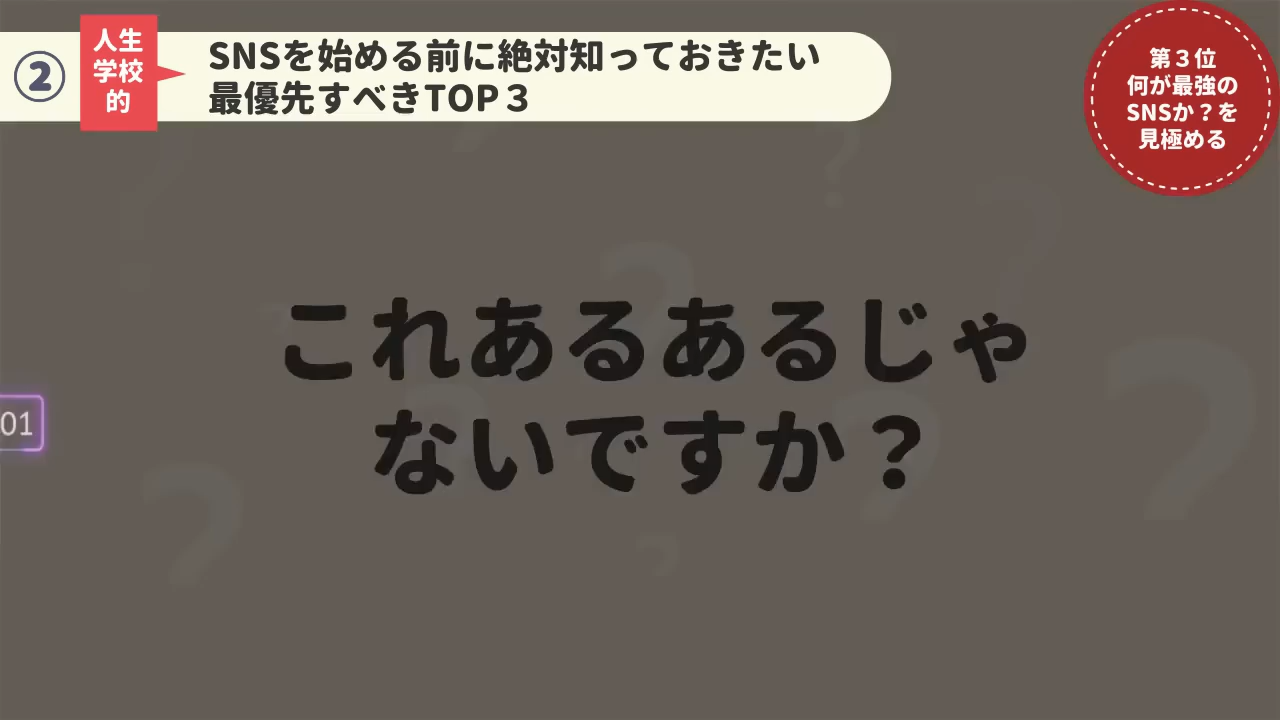 ②
人生
学校
的
SNSを始める前に絶対知っておきたい
最優先すべきTOP３
第３位
何が最強の
SNSか？を
見極める
これあるあるじゃ
ないですか？
01